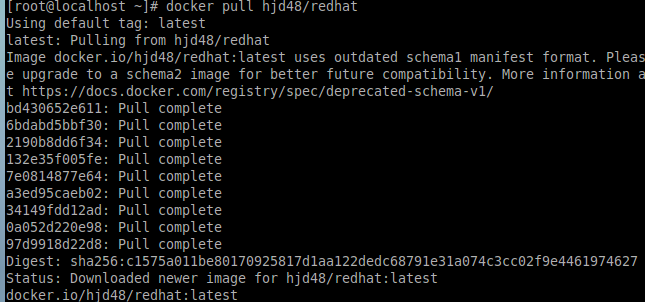 [root@localhost ~]# docker pull hjd48/redhat
Using default tag: latest
latest: Pulling from hjd48/redhat
Image docker.io/hjd48/redhat:latest uses outdated schema1 manifest format. Pleas
e upgrade to a schema2 image for better future compatibility. More information a
t https://docs.docker.com/registry/spec/deprecated-schema-v1/
bd430652e611: Pull complete
6bdabd5bbf30: Pull complete
2190b8dd6f34: Pull complete
132e35f005fe: Pull complete
7e0814877e64: Pull complete
a3ed95caeb02: Pull complete
34149fdd12ad: Pull complete
0a052d220e98: Pull complete
97d9918d22d8: Pull complete
Digest: sha256:c1575a011be80170925817d1aa122dedc68791e31a074c3cc02f9e4461974627
Status: Downloaded newer image for hjd48/redhat:latest
docker.io/hjd48/redhat:latest